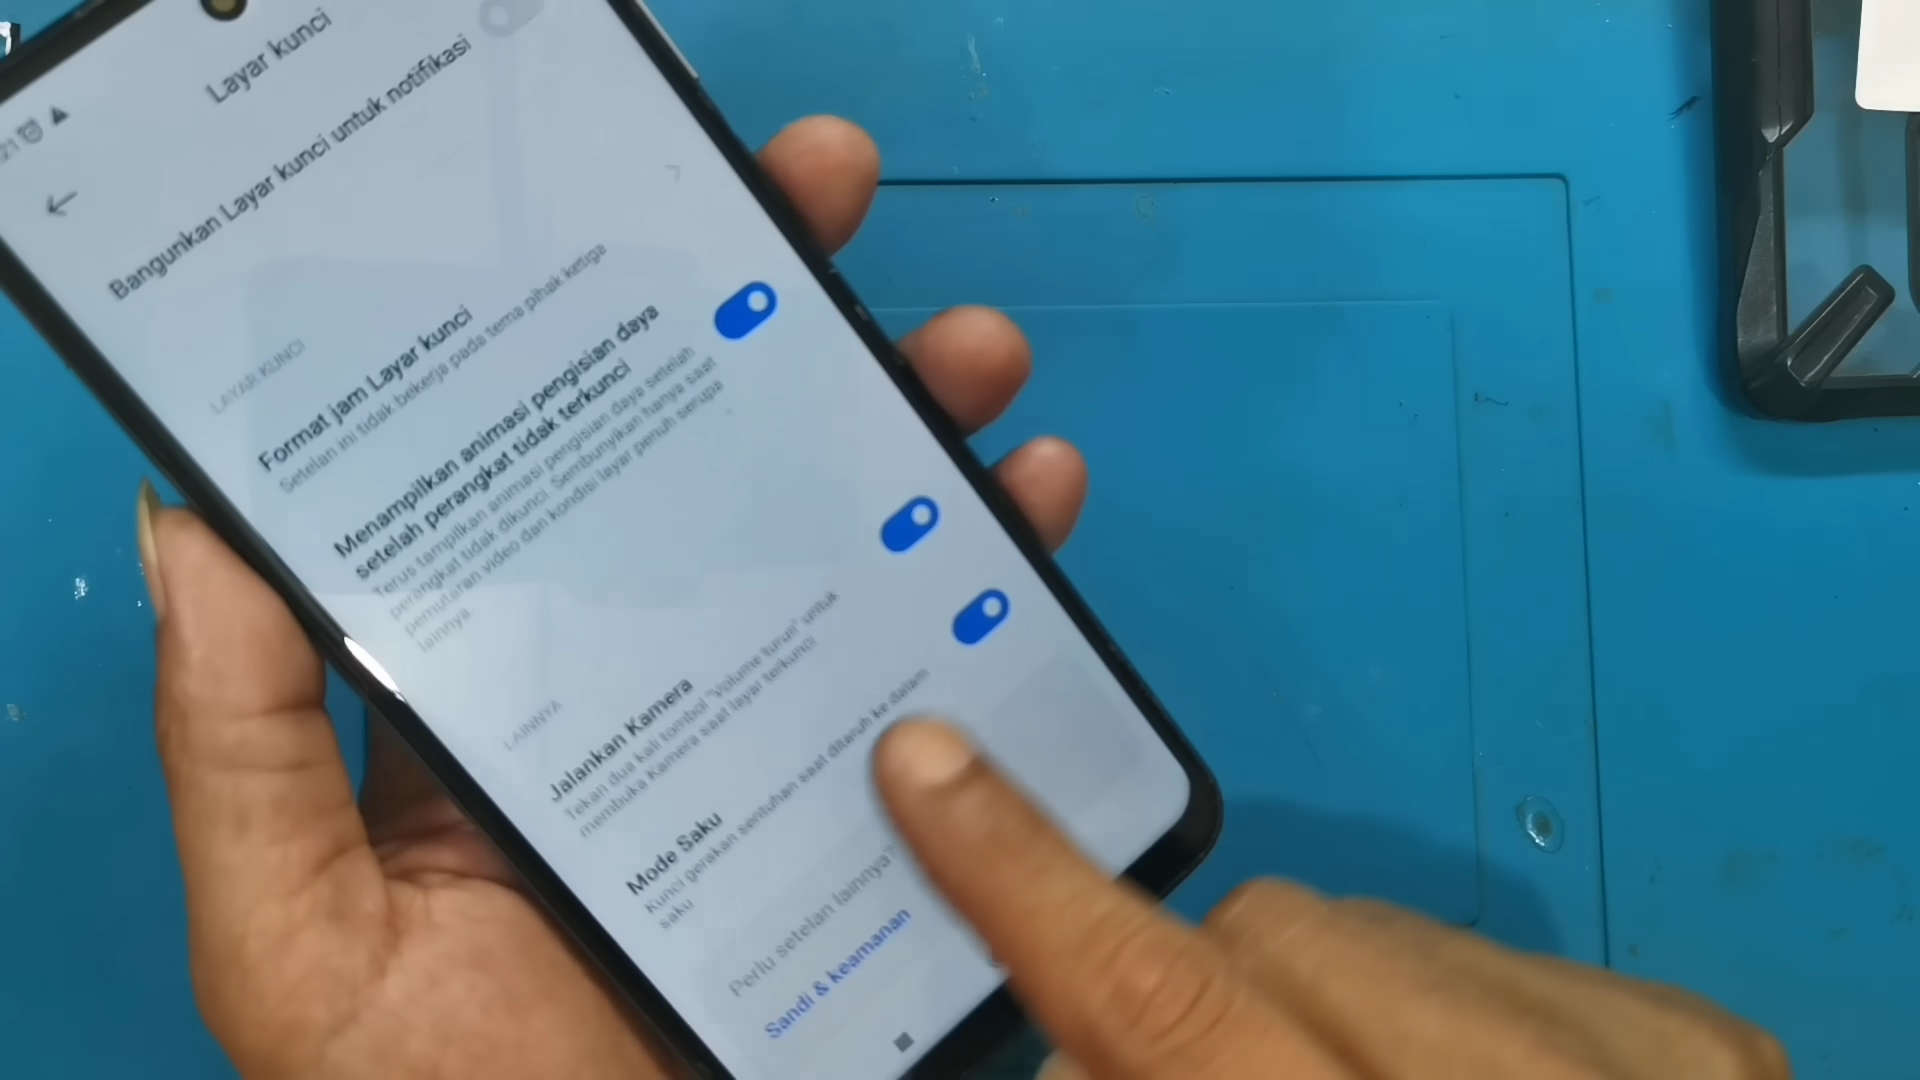 21
Layar kunci
Bangunkan Layar kunci untuk notifikasi
LAYAR KUNCI
Format jam Layar kunci
Setelan ini tidak bekerja pada tema pihak ketiga
Menampilkan animasi pengisian daya
setelah perangkat tidak terkunci
Terus tampilkan animasi pengisian daya setelah
perangkat tidak dikunci. Sembunyikan hanya saat
pemutaran video dan kondisi layar penuh serupa
lainnya
LAINNYA
Jalankan Kamera
Tekan dua kali tombol "Volume turun" untuk
membuka Kamera saat layar terkunci
Mode Saku
Kunci gerakan sentuhan saat ditaruh ke dalam
saku
Perlu setelan lainnya?
Sandi & keamanan